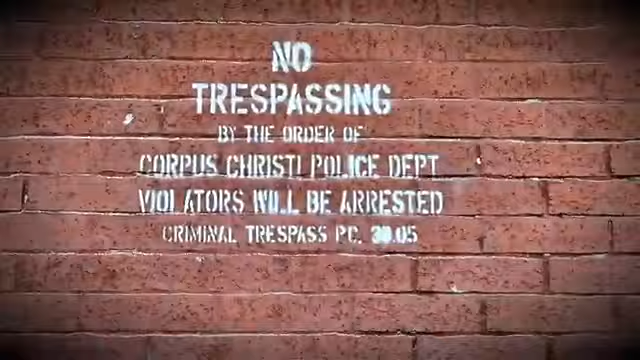 NO
TRESPASSING
BY THE ORDER OF
CORPUS CHRISTI POLICE DEPT
VIOLATORS WILL BE ARRESTED
CRIMINAL TRESPASS P.C. 30.05